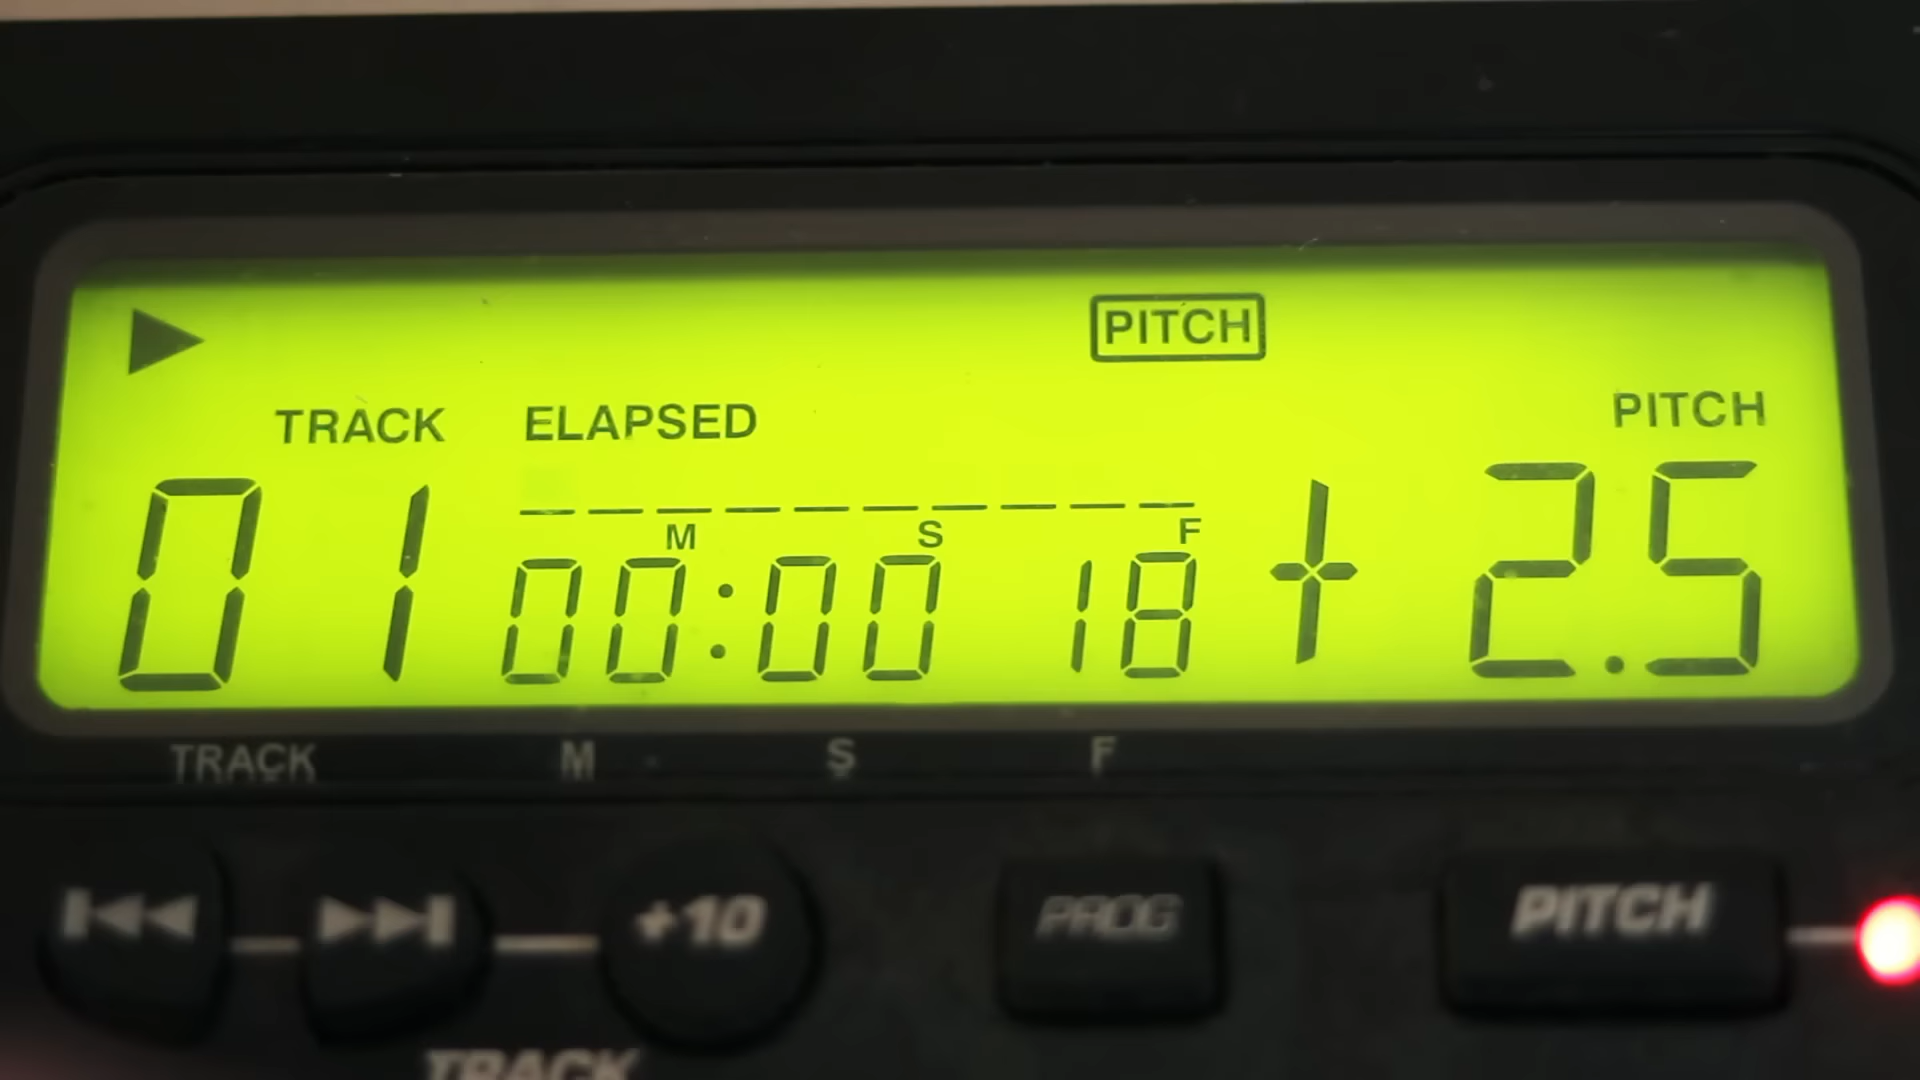 PITCH
TRACK ELAPSED PITCH
M S F
01 00:00 18 + 2.5
TRACK M S F
+10 PROG PITCH
TRACK